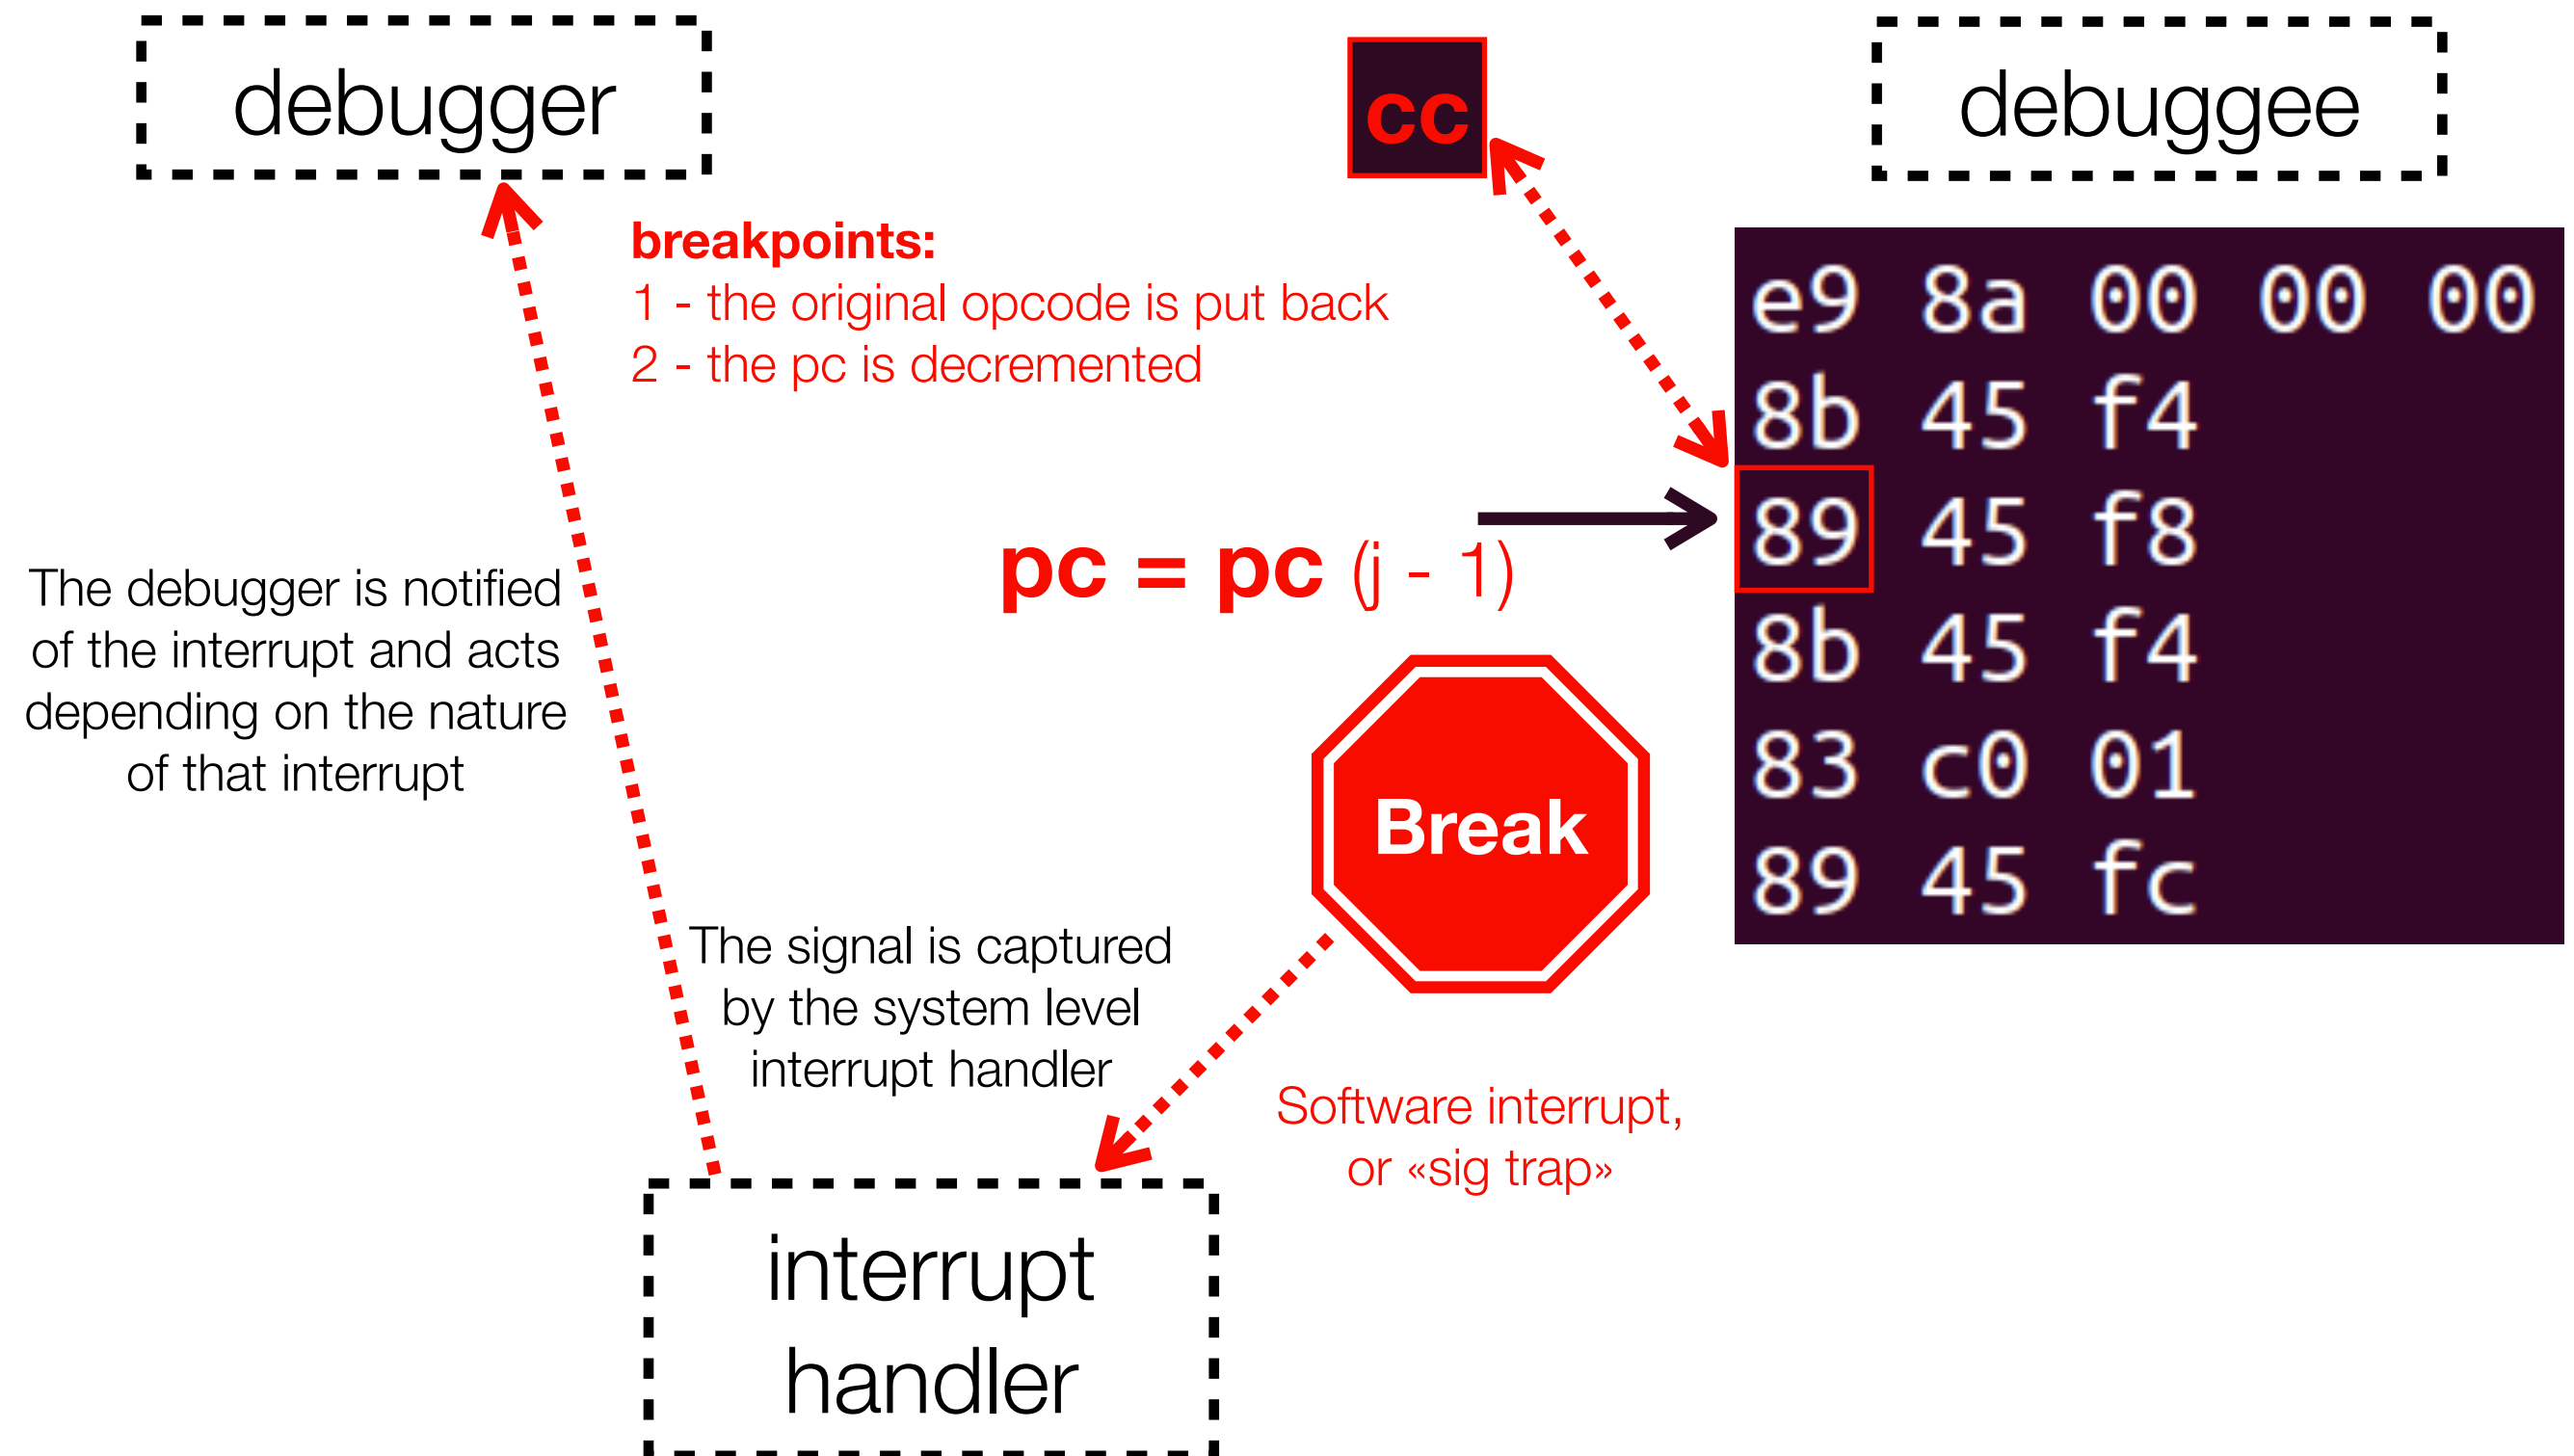 debugger
cc
debuggee
breakpoints:
1 - the original opcode is put back
2 - the pc is decremented
e9 8a 00 00 00
8b 45 f4
89 45 f8
8b 45 f4
83 c0 01
89 45 fc
pc = pc (j - 1)
The debugger is notified
of the interrupt and acts
depending on the nature
of that interrupt
Break
The signal is captured
by the system level
interrupt handler
Software interrupt,
or «sig trap»
interrupt
handler